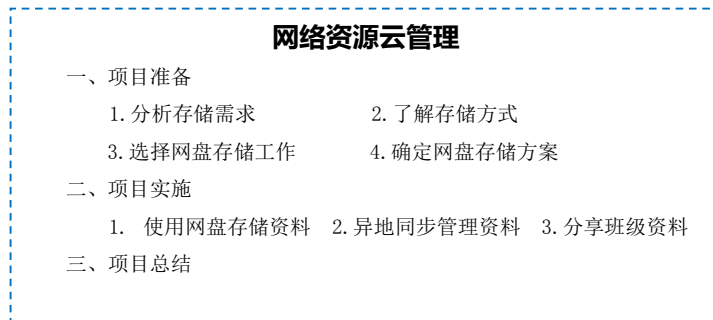 网络资源云管理
一、项目准备
1.分析存储需求 2.了解存储方式
3.选择网盘存储工作 4.确定网盘存储方案
二、项目实施
1. 使用网盘存储资料 2.异地同步管理资料 3.分享班级资料
三、项目总结